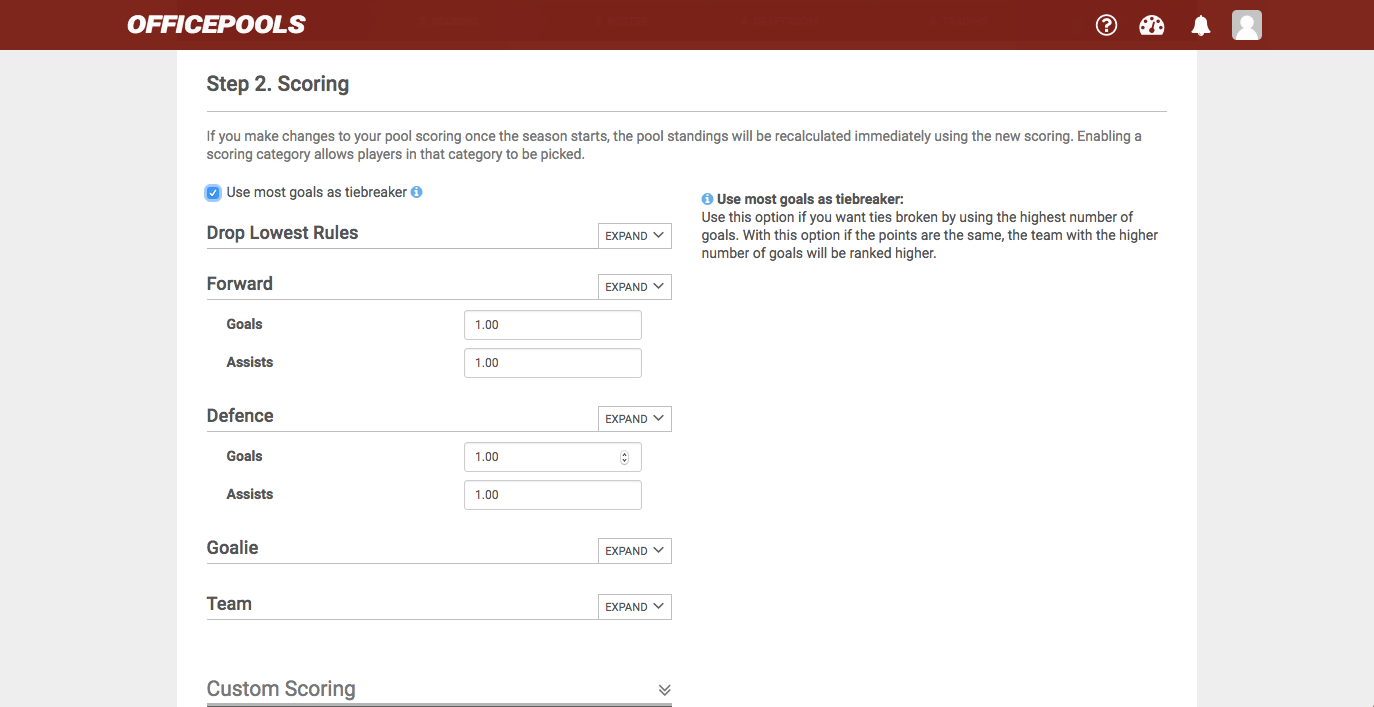 OFFICEPOOLS
Step 2. Scoring
If you make changes to your pool scoring once the season starts, the pool standings will be recalculated immediately using the new scoring. Enabling a
scoring category allows players in that category to be picked.
Use most goals as tiebreaker
Use most goals as tiebreaker:
Use this option if you want ties broken by using the highest number of
goals. With this option if the points are the same, the team with the higher
number of goals will be ranked higher.
Drop Lowest Rules EXPAND
Forward EXPAND
Goals 1.00
Assists 1.00
Defence EXPAND
Goals 1.00
Assists 1.00
Goalie EXPAND
Team EXPAND
Custom Scoring